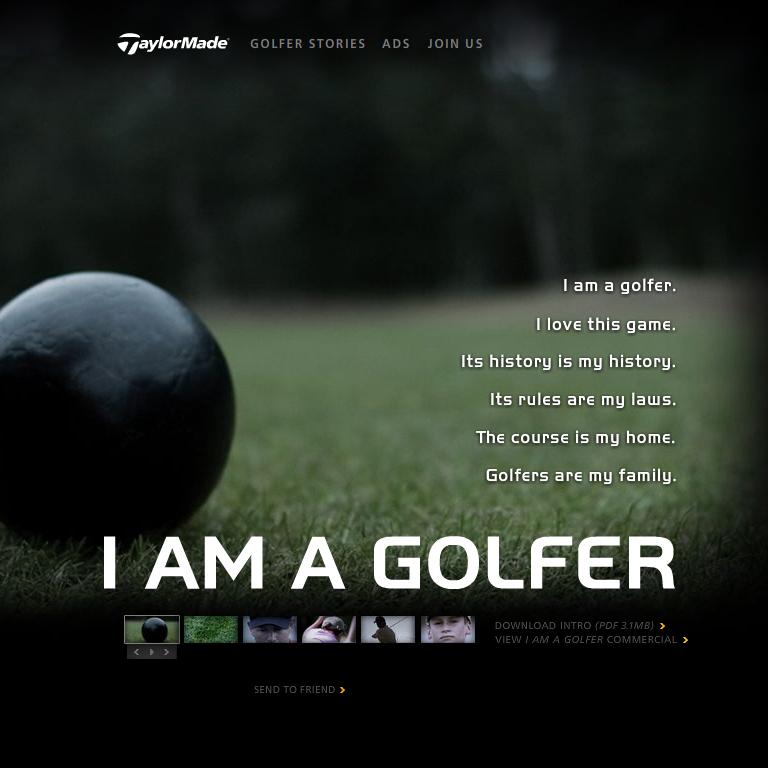 TaylorMade GOLFER STORIES ADS JOIN US
I am a golfer.
I love this game.
Its history is my history.
Its rules are my laws.
The course is my home.
Golfers are my family.
I AM A GOLFER
DOWNLOAD INTRO (PDF 3.1MB)
VIEW I AM A GOLFER COMMERCIAL
SEND TO FRIEND